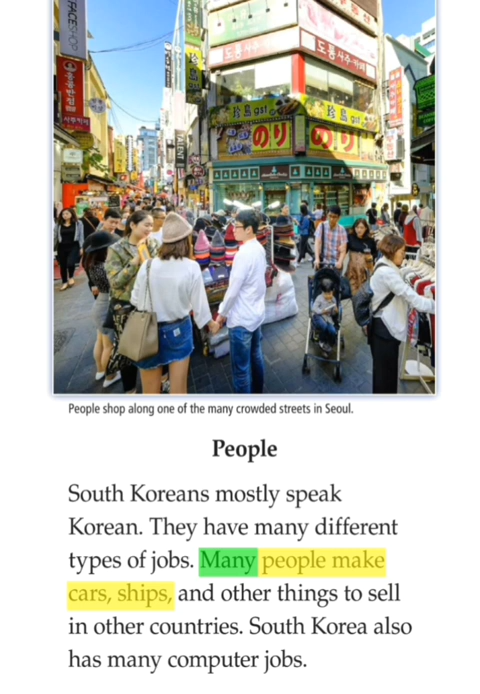 FACESHOP
のり
のり
People shop along one of the many crowded streets in Seoul.
People
South Koreans mostly speak
Korean. They have many different
types of jobs. Many people make
cars, ships, and other things to sell
in other countries. South Korea also
has many computer jobs.